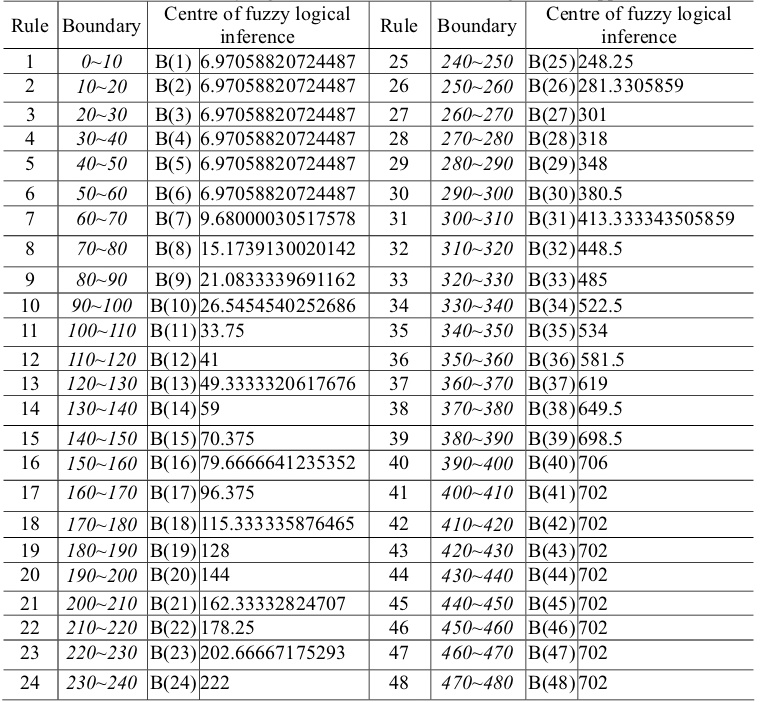 Rule Boundary Centre of fuzzy logical inference Rule Boundary Centre of fuzzy logical inference
1 0~10 B(1) 6.97058820724487 25 240~250 B(25) 248.25
2 10~20 B(2) 6.97058820724487 26 250~260 B(26) 281.3305859
3 20~30 B(3) 6.97058820724487 27 260~270 B(27) 301
4 30~40 B(4) 6.97058820724487 28 270~280 B(28) 318
5 40~50 B(5) 6.97058820724487 29 280~290 B(29) 348
6 50~60 B(6) 6.97058820724487 30 290~300 B(30) 380.5
7 60~70 B(7) 9.68000030517578 31 300~310 B(31) 413.333343505859
8 70~80 B(8) 15.1739130020142 32 310~320 B(32) 448.5
9 80~90 B(9) 21.0833339691162 33 320~330 B(33) 485
10 90~100 B(10) 26.5454540252686 34 330~340 B(34) 522.5
11 100~110 B(11) 33.75 35 340~350 B(35) 534
12 110~120 B(12) 41 36 350~360 B(36) 581.5
13 120~130 B(13) 49.3333320617676 37 360~370 B(37) 619
14 130~140 B(14) 59 38 370~380 B(38) 649.5
15 140~150 B(15) 70.375 39 380~390 B(39) 698.5
16 150~160 B(16) 79.6666641235352 40 390~400 B(40) 706
17 160~170 B(17) 96.375 41 400~410 B(41) 702
18 170~180 B(18) 115.333335876465 42 410~420 B(42) 702
19 180~190 B(19) 128 43 420~430 B(43) 702
20 190~200 B(20) 144 44 430~440 B(44) 702
21 200~210 B(21) 162.33332824707 45 440~450 B(45) 702
22 210~220 B(22) 178.25 46 450~460 B(46) 702
23 220~230 B(23) 202.66667175293 47 460~470 B(47) 702
24 230~240 B(24) 222 48 470~480 B(48) 702